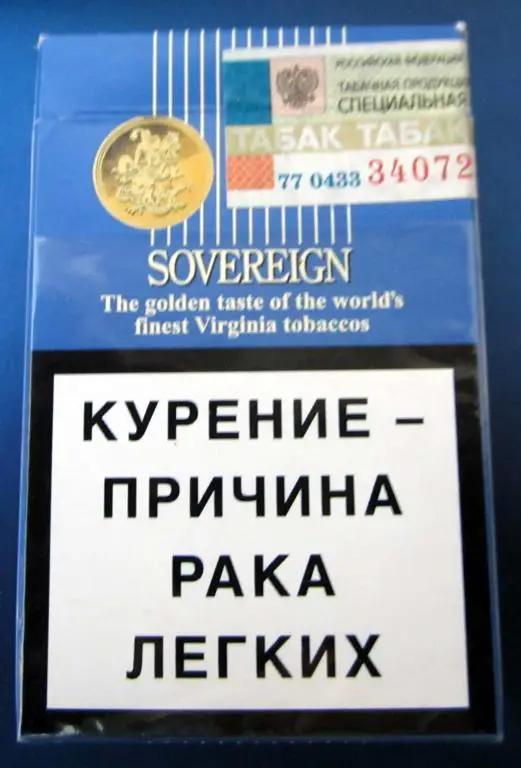 РОССИЙСКАЯ ФЕДЕРАЦИЯ
ТАБАЧНАЯ ПРОДУКЦИЯ
СПЕЦИАЛЬНАЯ
ТАБАК ТАБАК
77 0433 34072
SOVEREIGN
The golden taste of the world's
finest Virginia tobaccos
КУРЕНИЕ –
ПРИЧИНА
РАКА
ЛЕГКИХ